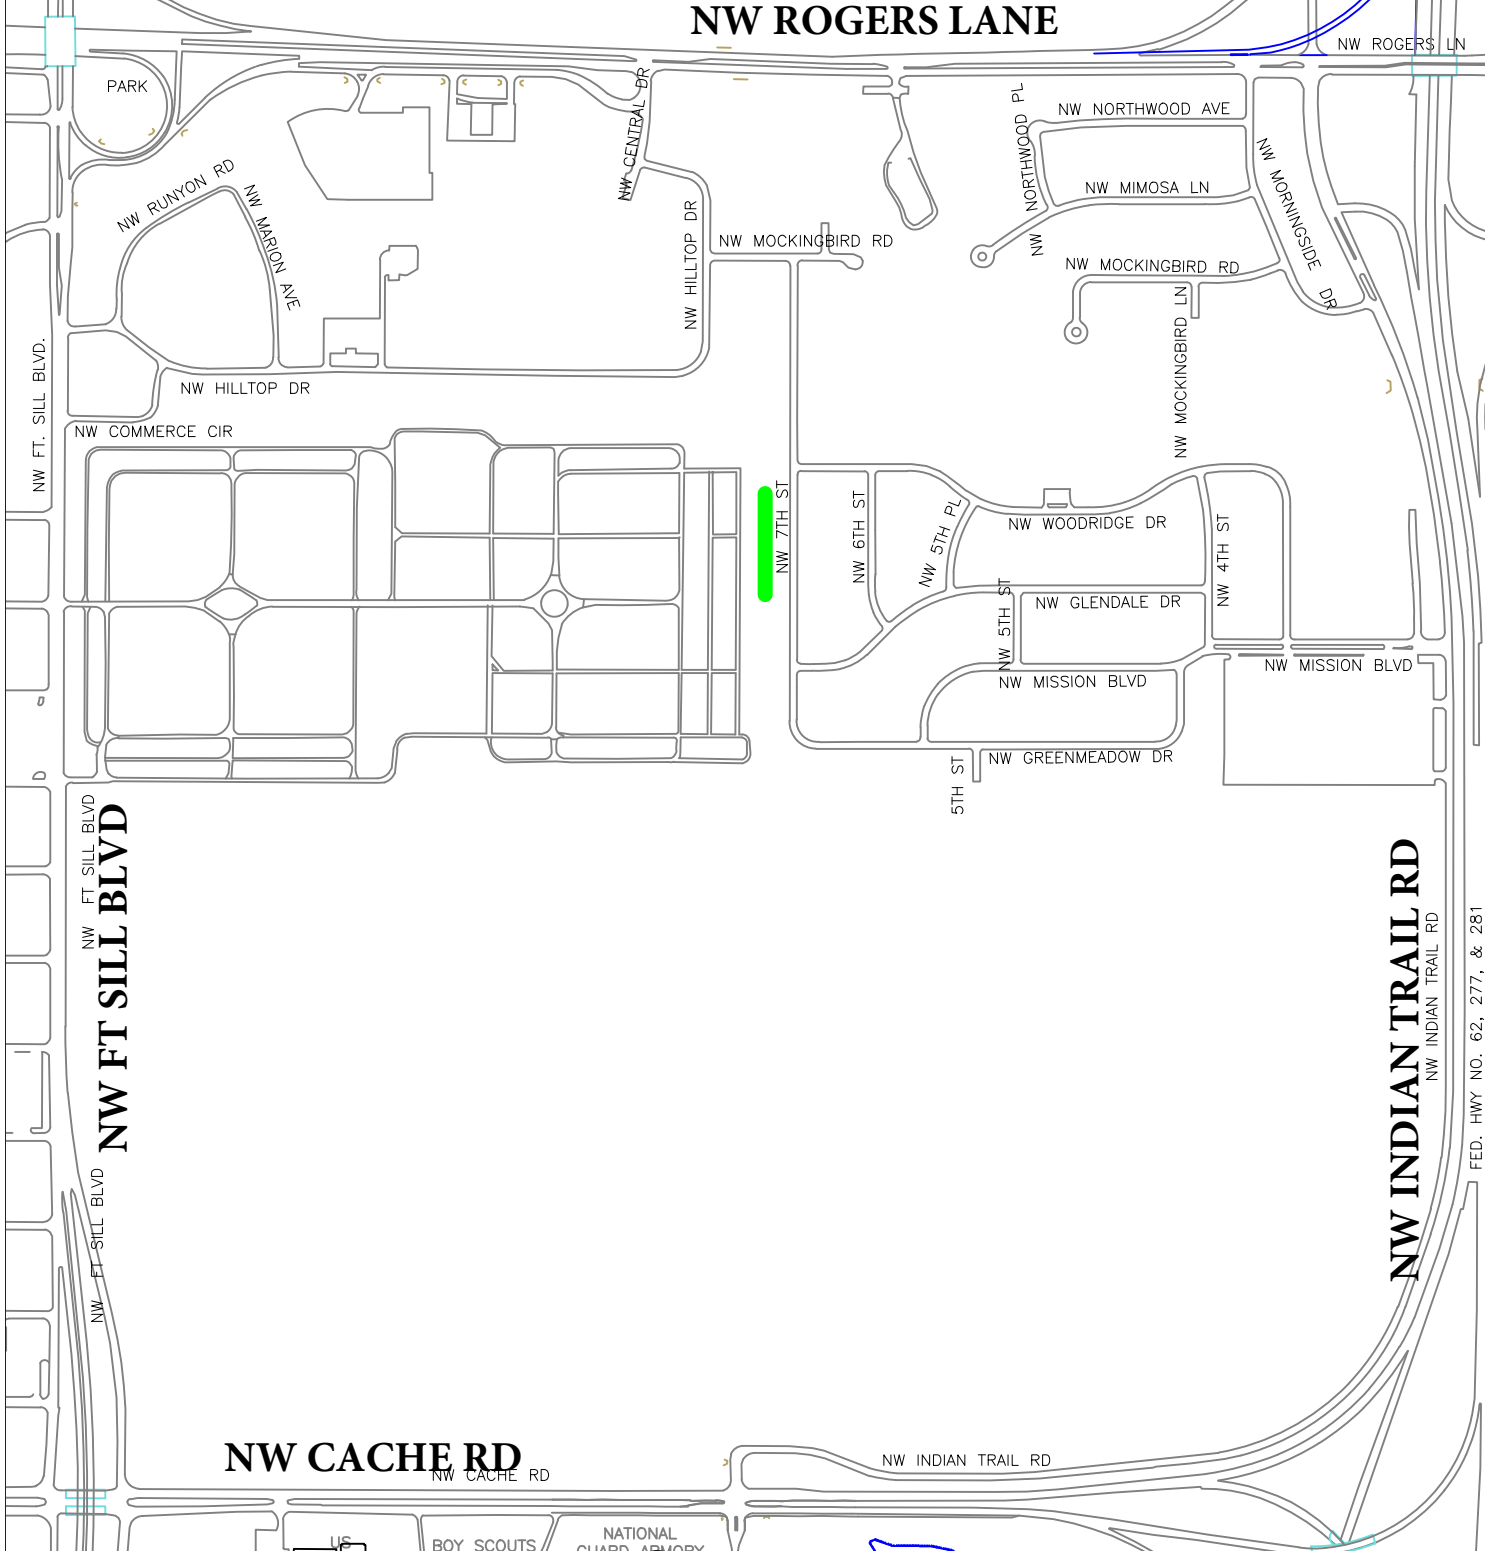 NW ROGERS LANE
NW ROGERS LN
PARK
NW CENTRAL DR
NW NORTHWOOD PL
NW NORTHWOOD AVE
NW RUNYON RD
NW MARION AVE
NW MIMOSA LN
NW MORNINGSIDE DR
NW HILLTOP DR
NW MOCKINGBIRD RD
NW
NW MOCKINGBIRD RD
NW MOCKINGBIRD LN
NW FT. SILL BLVD.
NW HILLTOP DR
NW COMMERCE CIR
NW 7TH ST
NW 6TH ST
NW 5TH PL
NW WOODRIDGE DR
NW 4TH ST
NW 5TH ST
NW GLENDALE DR
NW MISSION BLVD
NW MISSION BLVD
NW GREENMEADOW DR
5TH ST
NW FT SILL BLVD
NW FT SILL BLVD
NW INDIAN TRAIL RD
NW INDIAN TRAIL RD
FED. HWY NO. 62, 277, & 281
NW FT SILL BLVD
NW CACHE RD
NW CACHE RD
NW INDIAN TRAIL RD
US
BOY SCOUTS
NATIONAL
GUARD ARMORY